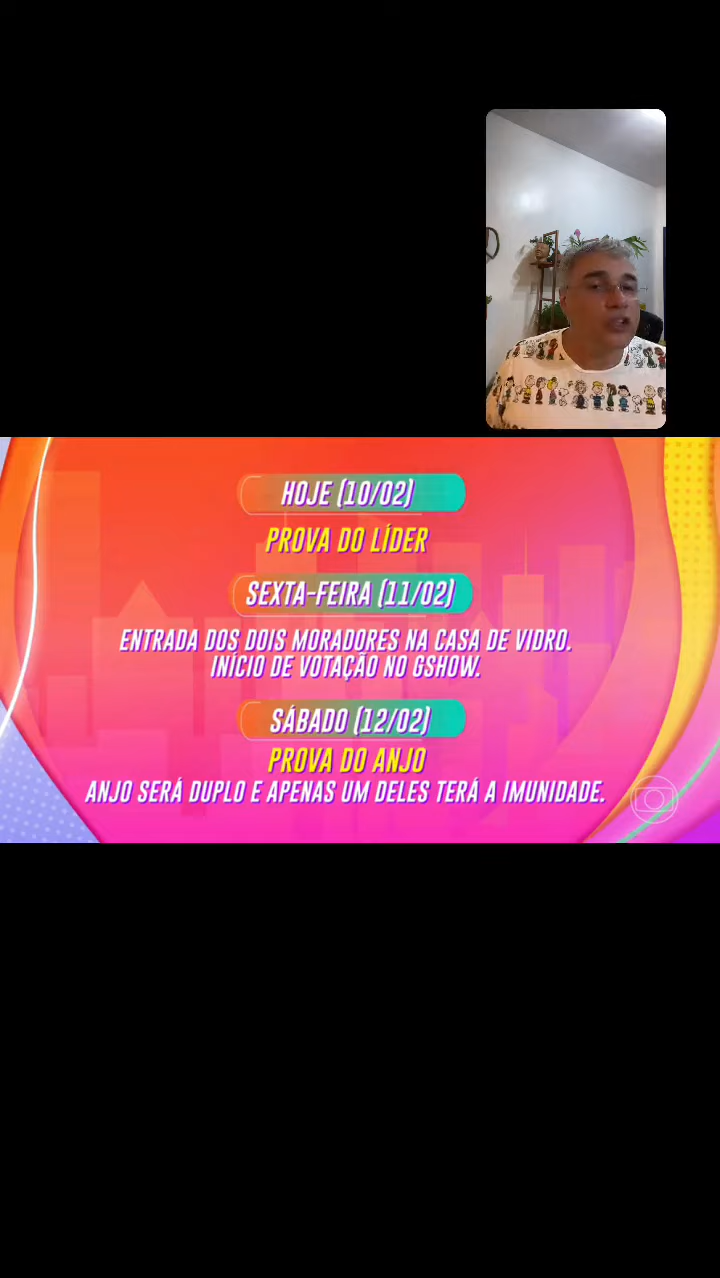 HOJE (10/02)
PROVA DO LÍDER
SEXTA-FEIRA (11/02)
ENTRADA DOS DOIS MORADORES NA CASA DE VIDRO.
INÍCIO DE VOTAÇÃO NO GSHOW.
SÁBADO (12/02)
PROVA DO ANJO
ANJO SERÁ DUPLO E APENAS UM DELES TERÁ A IMUNIDADE.